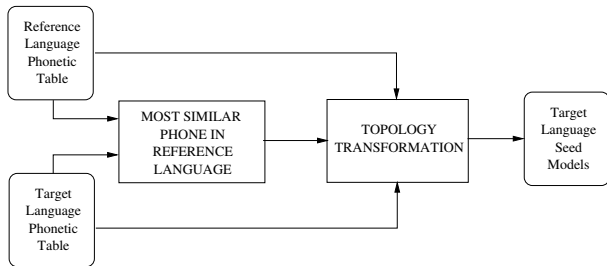 Reference
Language
Phonetic
Table
MOST SIMILAR
PHONE IN
REFERENCE
LANGUAGE
TOPOLOGY
TRANSFORMATION
Target
Language
Seed
Models
Target
Language
Phonetic
Table